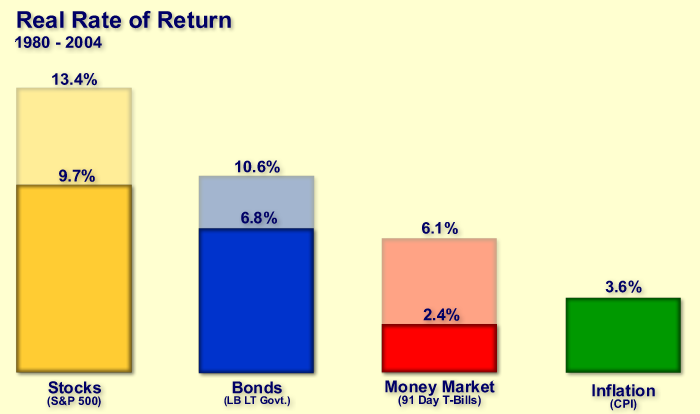 Real Rate of Return
1980 - 2004
13.4%
9.7%
10.6%
6.8%
6.1%
2.4%
3.6%
Stocks
(S&P 500)
Bonds
(LB LT Govt.)
Money Market
(91 Day T-Bills)
Inflation
(CPI)